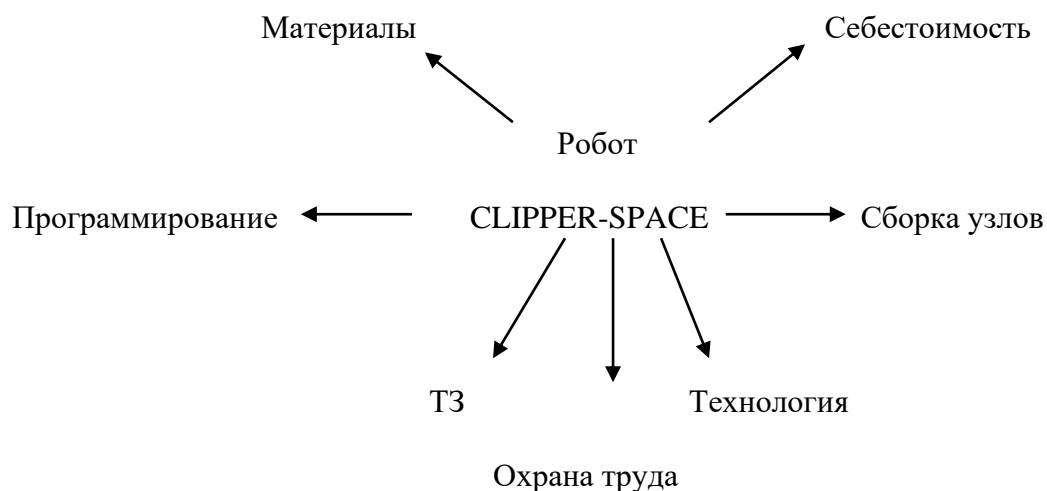 Материалы
Себестоимость
Робот
Программирование
CLIPPER-SPACE
Сборка узлов
ТЗ
Технология
Охрана труда